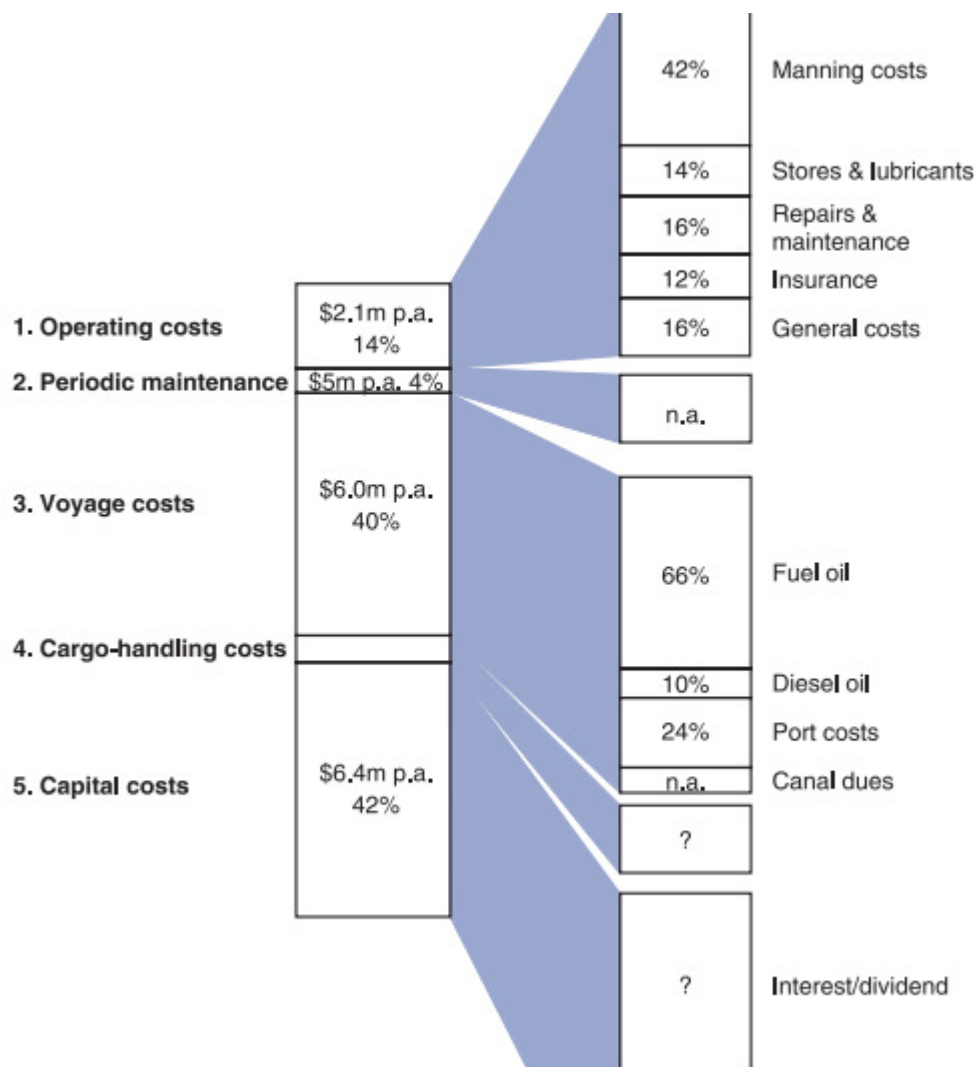 42% Manning costs
14% Stores & lubricants
16% Repairs &
maintenance
12% Insurance
16% General costs
1. Operating costs
$2.1m p.a.
14%
2. Periodic maintenance
$5m p.a. 4%
n.a.
3. Voyage costs
$6.0m p.a.
40%
66% Fuel oil
10% Diesel oil
24% Port costs
n.a. Canal dues
4. Cargo-handling costs
?
5. Capital costs
$6.4m p.a.
42%
? Interest/dividend